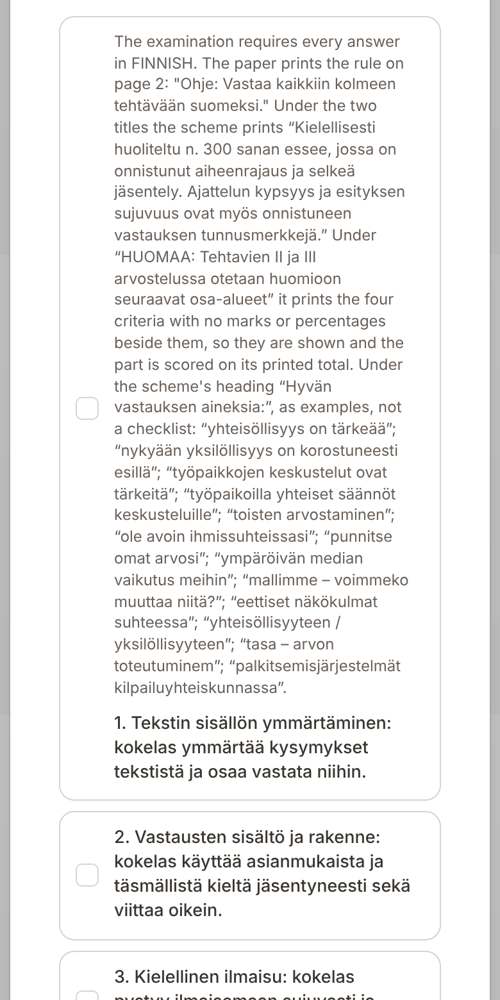 The examination requires every answer
in FINNISH. The paper prints the rule on
page 2: "Ohje: Vastaa kaikkiin kolmeen
tehtävään suomeksi." Under the two
titles the scheme prints “Kielellisesti
huoliteltu n. 300 sanan essee, jossa on
onnistunut aiheenrajaus ja selkeä
jäsentely. Ajattelun kypsyys ja esityksen
sujuvuus ovat myös onnistuneen
vastauksen tunnusmerkkejä.” Under
“HUOMAA: Tehtavien II ja III
arvostelussa otetaan huomioon
seuraavat osa-alueet” it prints the four
criteria with no marks or percentages
beside them, so they are shown and the
part is scored on its printed total. Under
the scheme's heading “Hyvän
vastauksen aineksia:”, as examples, not
a checklist: “yhteisöllisyys on tärkeää”;
“nykyään yksilöllisyys on korostuneesti
esillä”; “työpaikkojen keskustelut ovat
tärkeitä”; “työpaikoilla yhteiset säännöt
keskusteluille”; “toisten arvostaminen”;
“ole avoin ihmissuhteissasi”; “punnitse
omat arvosi”; “ympäröivän median
vaikutus meihin”; “mallimme – voimmeko
muuttaa niitä?”; “eettiset näkökulmat
suhteessa”; “yhteisöllisyyteen /
yksilöllisyyteen”; “tasa – arvon
toteutuminem”; “palkitsemisjärjestelmät
kilpailuyhteiskunnassa”.
1. Tekstin sisällön ymmärtäminen:
kokelas ymmärtää kysymykset
tekstistä ja osaa vastata niihin.
2. Vastausten sisältö ja rakenne:
kokelas käyttää asianmukaista ja
täsmällistä kieltä jäsentyneesti sekä
viittaa oikein.
3. Kielellinen ilmaisu: kokelas
pystyy ilmaisemaan sujuvasti ja